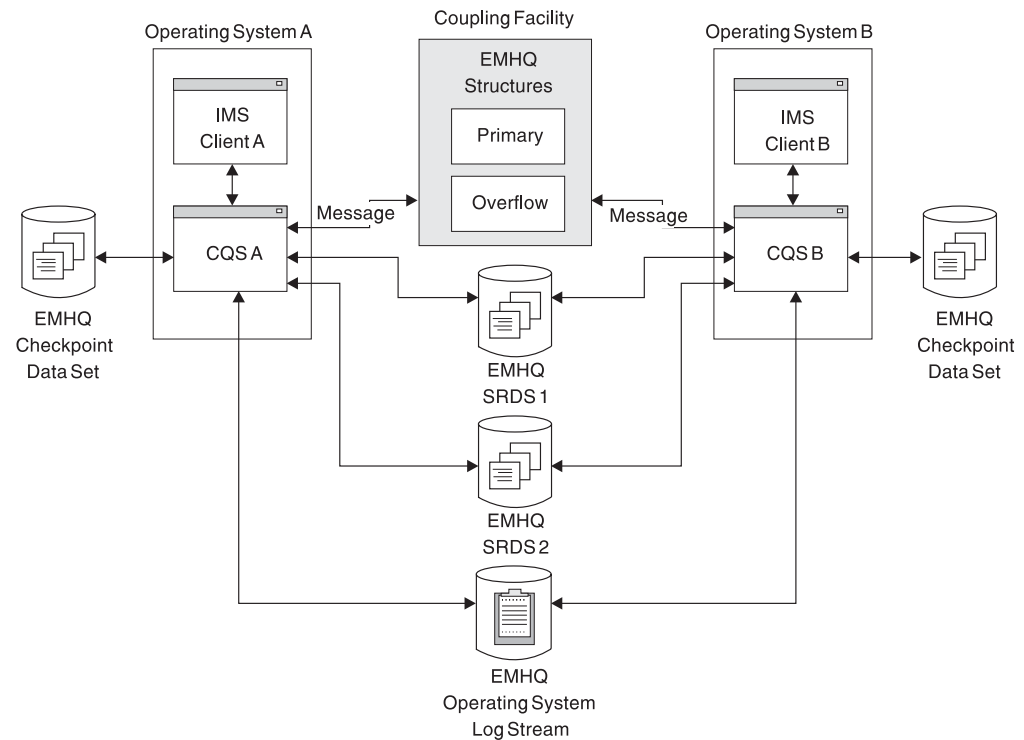 Coupling Facility
Operating System A
Operating System B
EMHQ
Structures
IMS
Client A
Primary
IMS
Client B
Overflow
Message
Message
CQS A
CQS B
EMHQ
Checkpoint
Data Set
EMHQ
Checkpoint
Data Set
EMHQ
SRDS 1
EMHQ
SRDS 2
EMHQ
Operating System
Log Stream